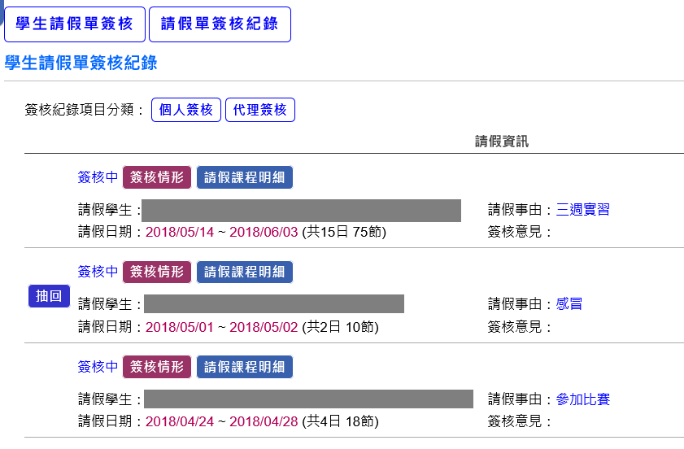 學生請假單簽核 請假單簽核紀錄
學生請假單簽核紀錄
簽核紀錄項目分類： 個人簽核 代理簽核
請假資訊
簽核中 簽核情形 請假課程明細
請假學生： 請假事由：三週實習
請假日期：2018/05/14 ~ 2018/06/03 (共15日 75節) 簽核意見：
簽核中 簽核情形 請假課程明細
抽回
請假學生： 請假事由：感冒
請假日期：2018/05/01 ~ 2018/05/02 (共2日 10節) 簽核意見：
簽核中 簽核情形 請假課程明細
請假學生： 請假事由：參加比賽
請假日期：2018/04/24 ~ 2018/04/28 (共4日 18節) 簽核意見：